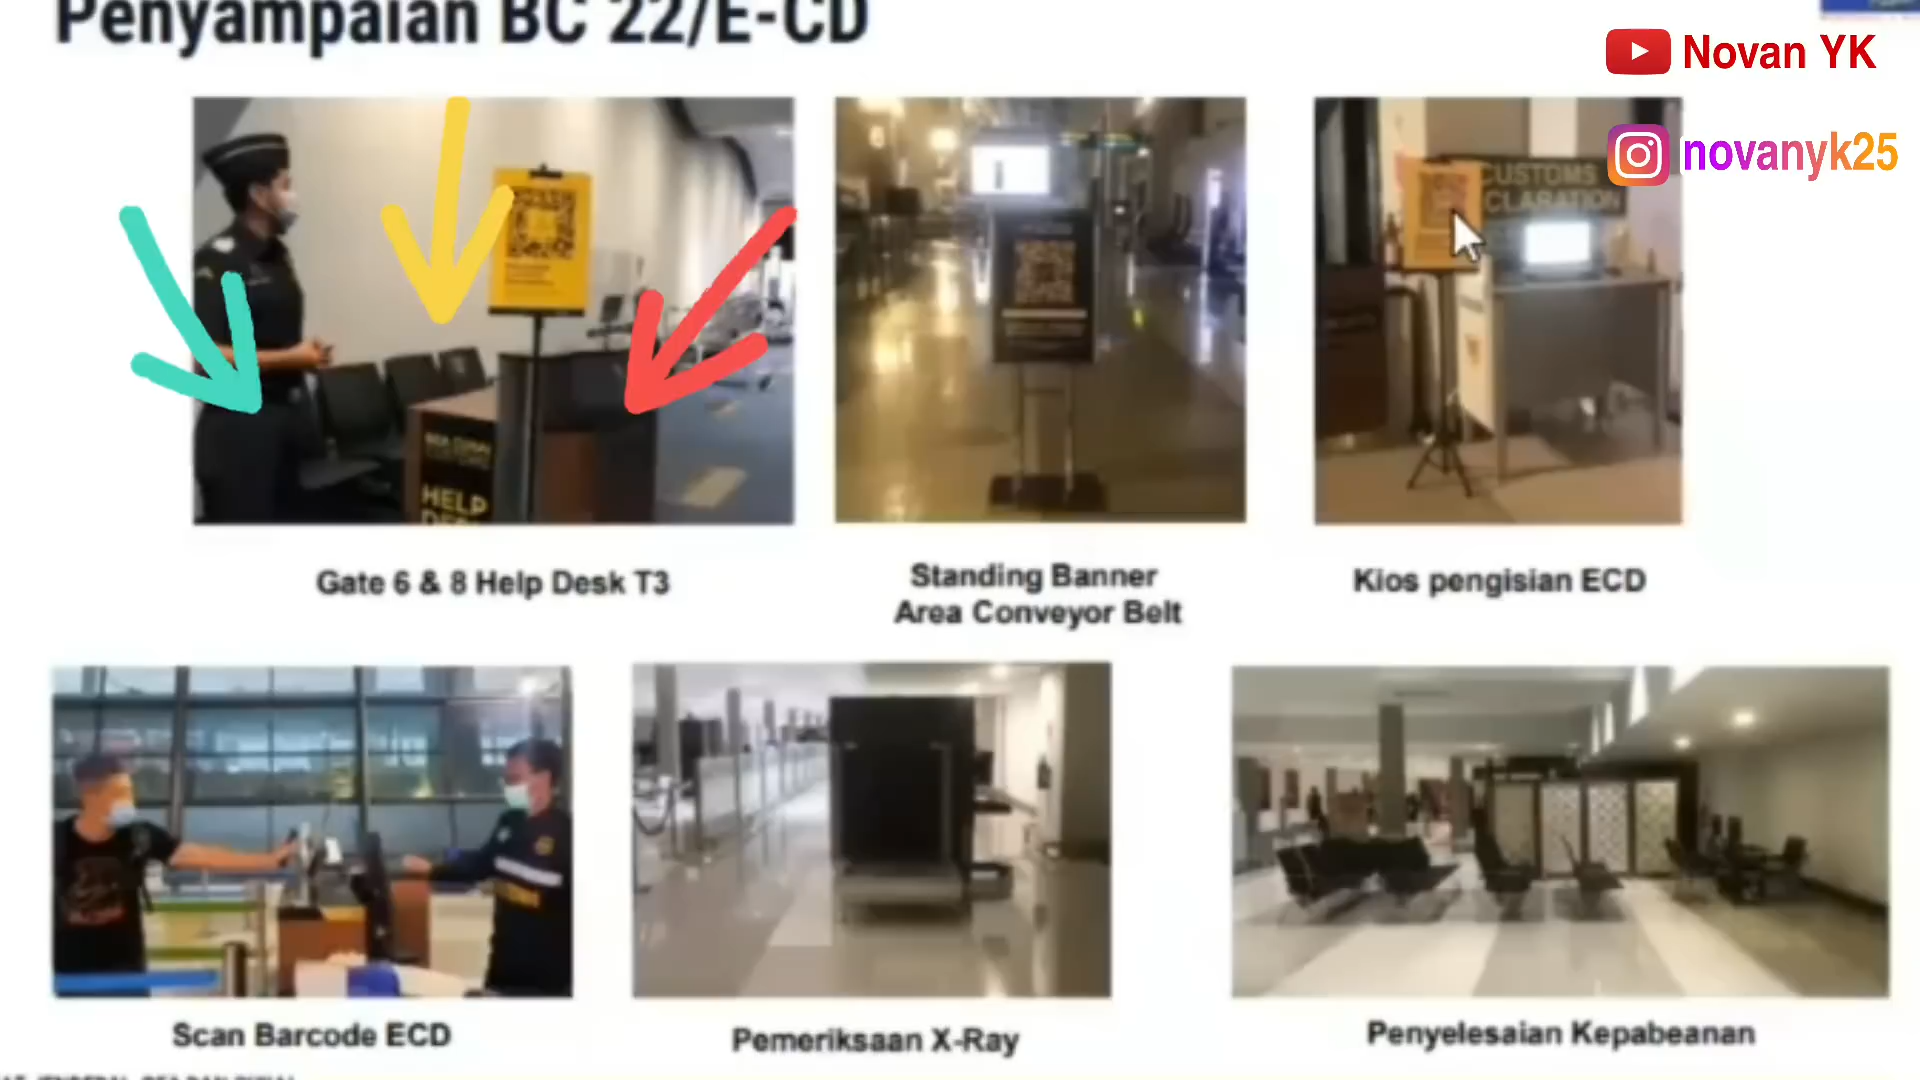 Penyampaian BC 22/E-CD
Novan YK
novanyk25
CUSTOMS
CLARATION
HELP
Gate 6 & 8 Help Desk T3
Standing Banner
Area Conveyor Belt
Kios pengisian ECD
Scan Barcode ECD
Pemeriksaan X-Ray
Penyelesaian Kepabeanan